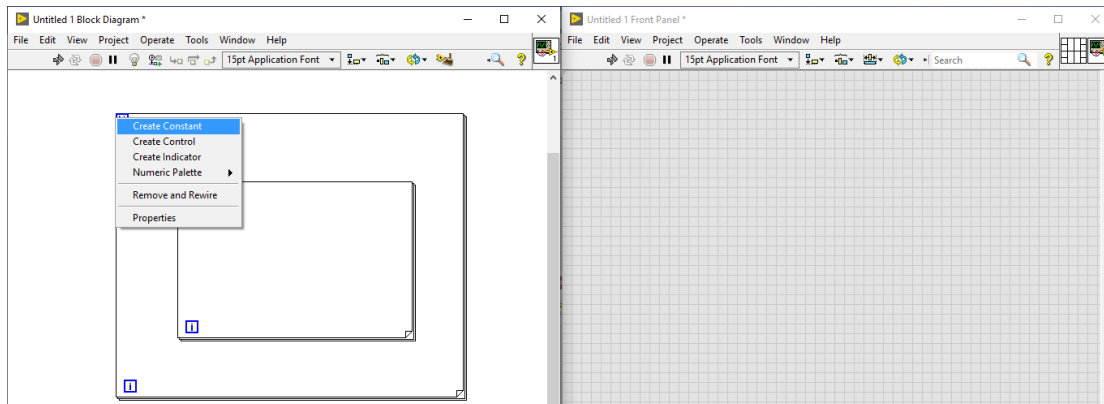 Untitled 1 Block Diagram *
File Edit View Project Operate Tools Window Help
15pt Application Font
1
Create Constant
Create Control
Create Indicator
Numeric Palette
Remove and Rewire
Properties
i
i
Untitled 1 Front Panel *
File Edit View Project Operate Tools Window Help
15pt Application Font
Search